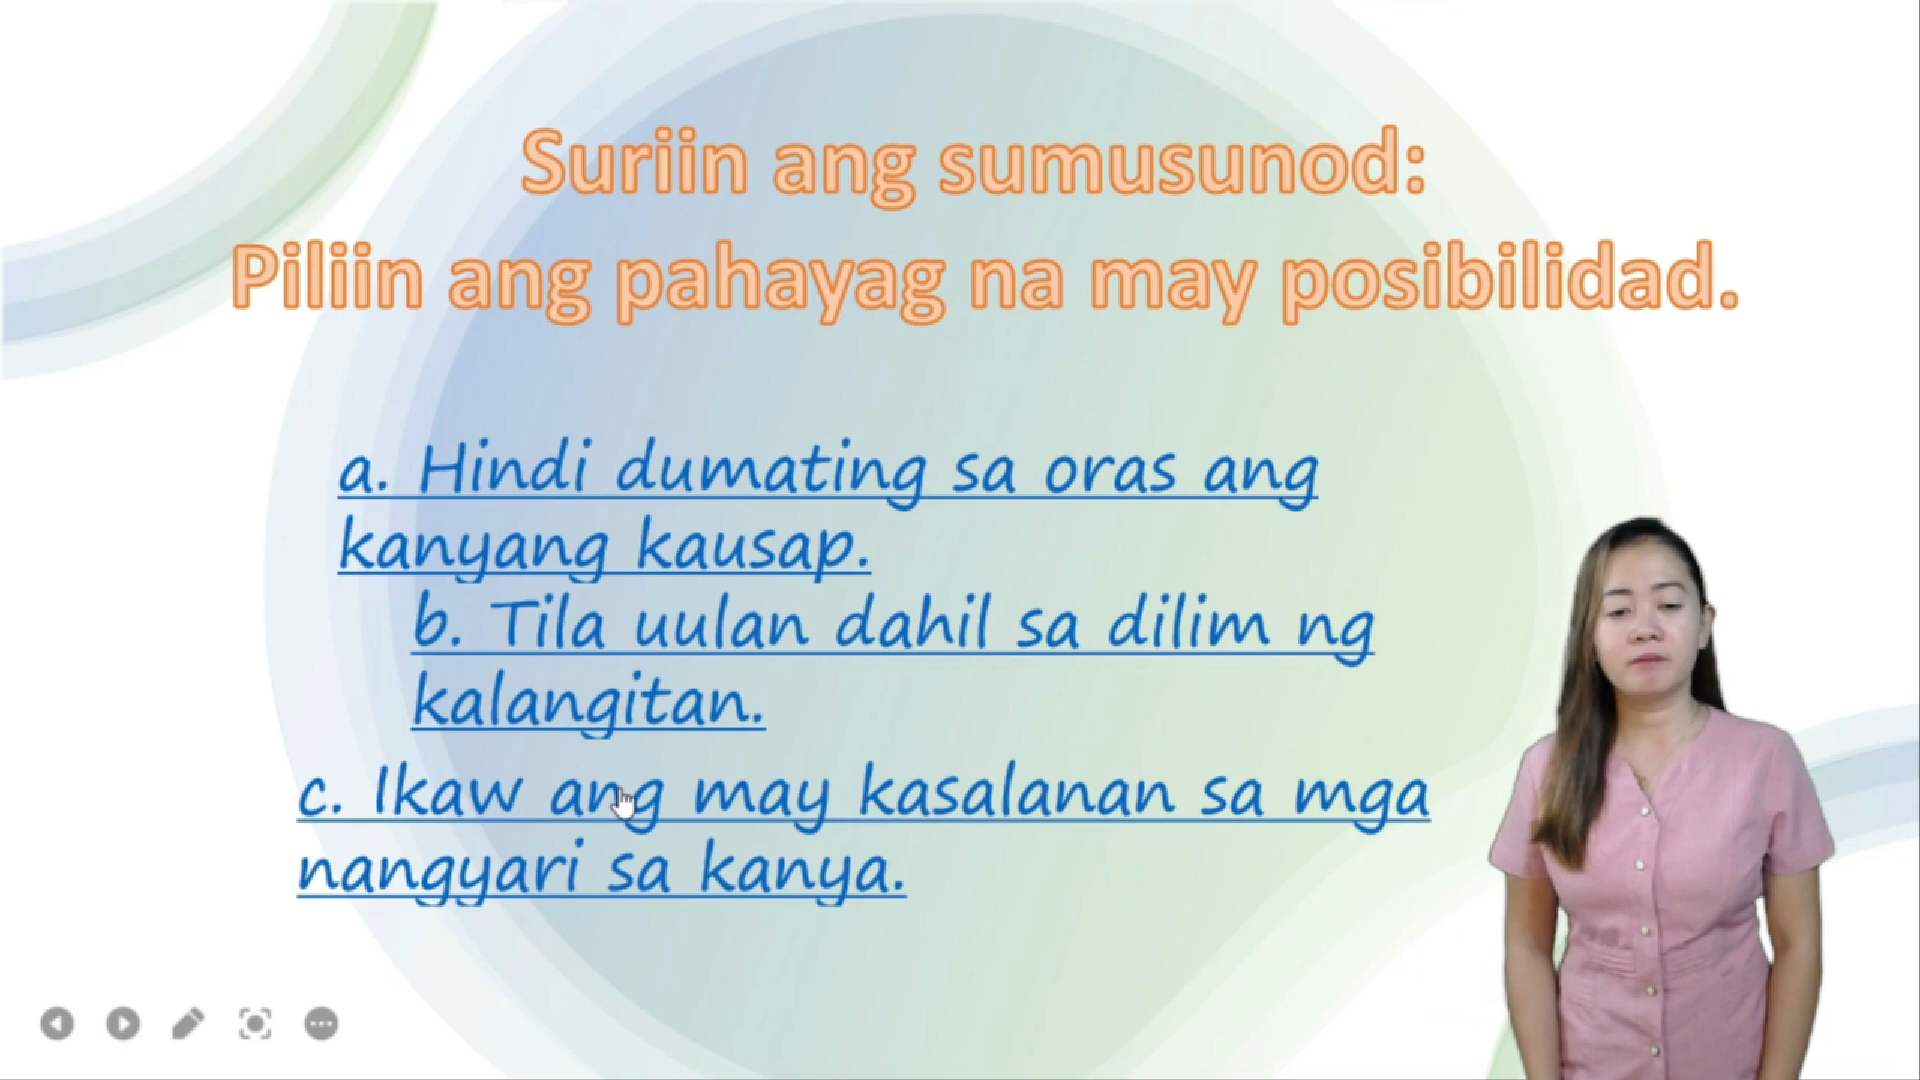 Suriin ang sumusunod:
Piliin ang pahayag na may posibilidad.
a. Hindi dumating sa oras ang
kanyang kausap.
b. Tila uulan dahil sa dilim ng
kalangitan.
c. Ikaw ang may kasalanan sa mga
nangyari sa kanya.